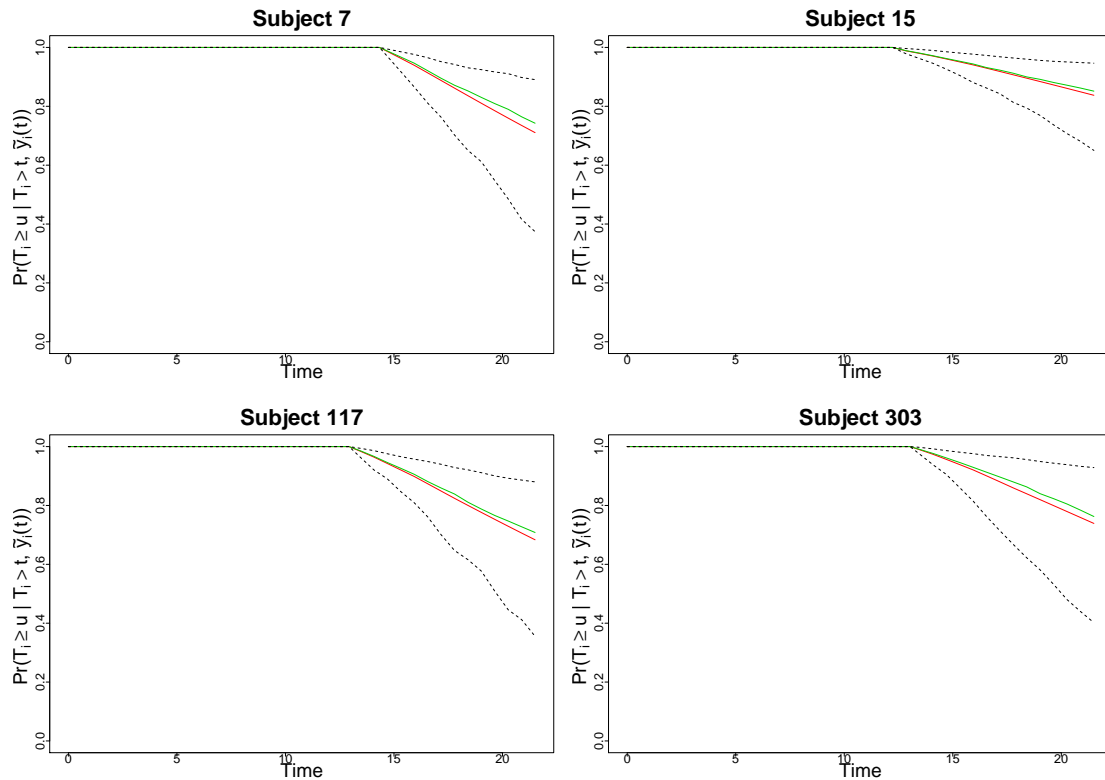 Subject 7
Pr(Tᵢ ≥ u | Tᵢ > t, ỹᵢ(t))
0.0 0.2 0.4 0.6 0.8 1.0
0 5 10 15 20
Time
Subject 15
Pr(Tᵢ ≥ u | Tᵢ > t, ỹᵢ(t))
0.0 0.2 0.4 0.6 0.8 1.0
0 5 10 15 20
Time
Subject 117
Pr(Tᵢ ≥ u | Tᵢ > t, ỹᵢ(t))
0.0 0.2 0.4 0.6 0.8 1.0
0 5 10 15 20
Time
Subject 303
Pr(Tᵢ ≥ u | Tᵢ > t, ỹᵢ(t))
0.0 0.2 0.4 0.6 0.8 1.0
0 5 10 15 20
Time